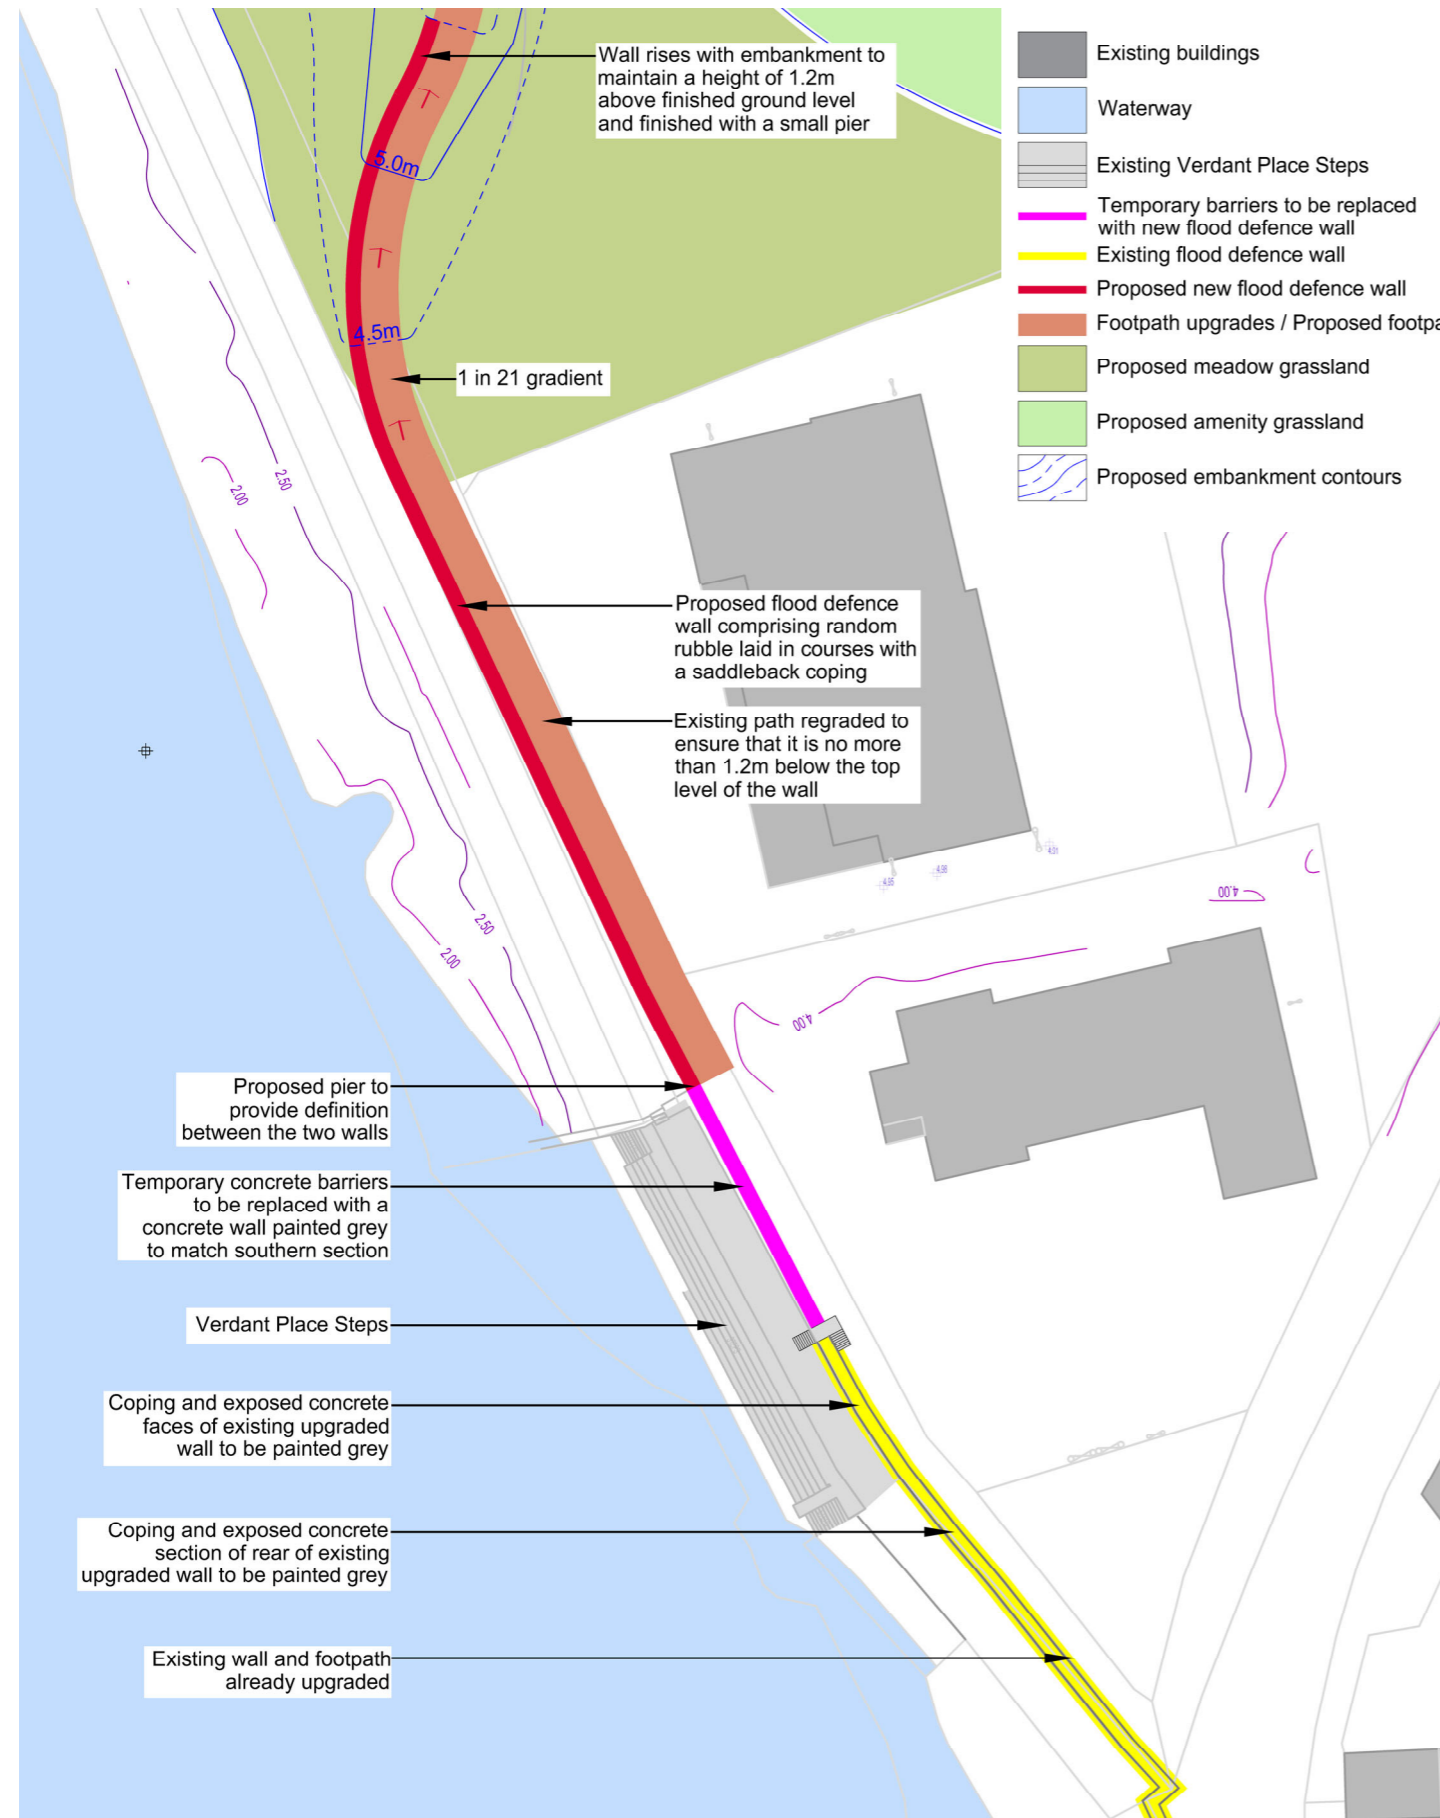 Wall rises with embankment to
maintain a height of 1.2m
above finished ground level
and finished with a small pier
Existing buildings
Waterway
Existing Verdant Place Steps
Temporary barriers to be replaced
with new flood defence wall
Existing flood defence wall
Proposed new flood defence wall
Footpath upgrades / Proposed footpa
Proposed meadow grassland
Proposed amenity grassland
Proposed embankment contours
5.0m
4.5m
1 in 21 gradient
2.50
2.00
Proposed flood defence
wall comprising random
rubble laid in courses with
a saddleback coping
Existing path regraded to
ensure that it is no more
than 1.2m below the top
level of the wall
4.00
2.50
2.00
4.00
Proposed pier to
provide definition
between the two walls
Temporary concrete barriers
to be replaced with a
concrete wall painted grey
to match southern section
Verdant Place Steps
Coping and exposed concrete
faces of existing upgraded
wall to be painted grey
Coping and exposed concrete
section of rear of existing
upgraded wall to be painted grey
Existing wall and footpath
already upgraded